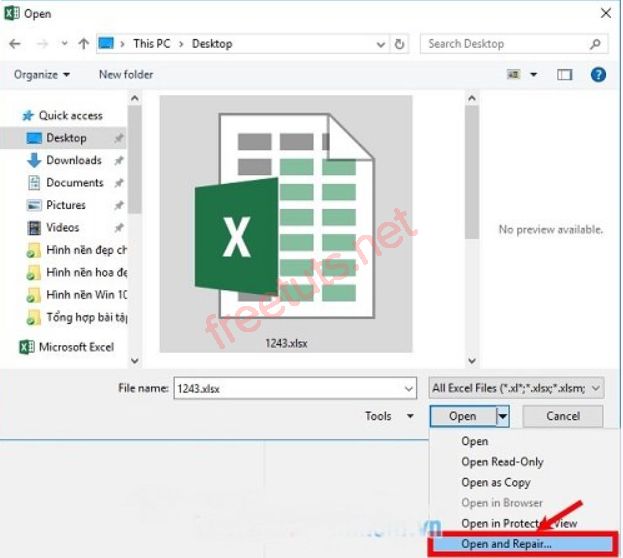 Open
This PC > Desktop
Search Desktop
Organize
New folder
?
Quick access
Desktop
Downloads
Documents
Pictures
Videos
Hình nền đẹp ch
Hình nền hoa đẹ
Hình nền Win 10
Tổng hợp bài tập
Microsoft Excel
X
freetuts.net
1243.xlsx
No preview available.
File name: 1243.xlsx
All Excel Files (*.xl*;*.xlsx;*.xlsm;
Tools
Open
Cancel
Open
Open Read-Only
Open as Copy
Open in Browser
Open in Protected View
Open and Repair...